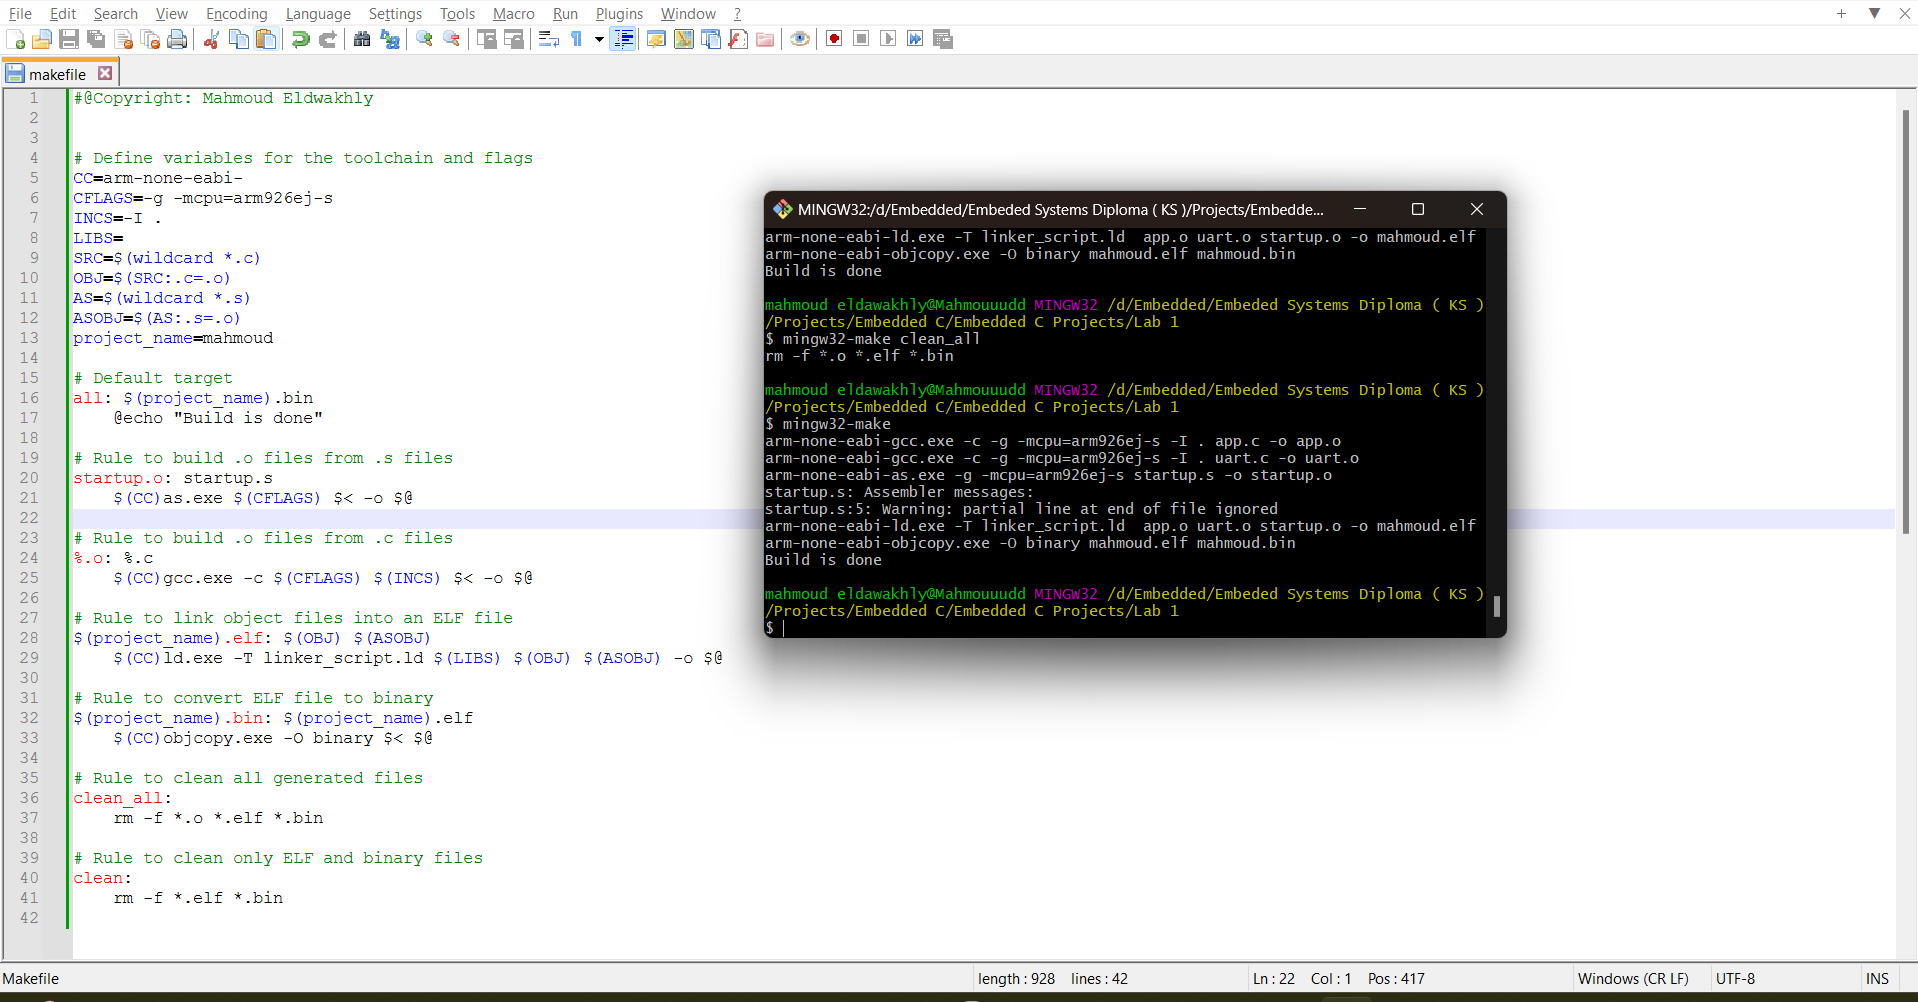 File Edit Search View Encoding Language Settings Tools Macro Run Plugins Window ?
makefile
1 #@Copyright: Mahmoud Eldwakhly
2
3
4 # Define variables for the toolchain and flags
5 CC=arm-none-eabi-
6 CFLAGS=-g -mcpu=arm926ej-s
7 INCS=-I .
8 LIBS=
9 SRC=$(wildcard *.c)
10 OBJ=$(SRC:.c=.o)
11 AS=$(wildcard *.s)
12 ASOBJ=$(AS:.s=.o)
13 project_name=mahmoud
14
15 # Default target
16 all: $(project_name).bin
17 @echo "Build is done"
18
19 # Rule to build .o files from .s files
20 startup.o: startup.s
21 $(CC)as.exe $(CFLAGS) $< -o $@
22
23 # Rule to build .o files from .c files
24 %.o: %.c
25 $(CC)gcc.exe -c $(CFLAGS) $(INCS) $< -o $@
26
27 # Rule to link object files into an ELF file
28 $(project_name).elf: $(OBJ) $(ASOBJ)
29 $(CC)ld.exe -T linker_script.ld $(LIBS) $(OBJ) $(ASOBJ) -o $@
30
31 # Rule to convert ELF file to binary
32 $(project_name).bin: $(project_name).elf
33 $(CC)objcopy.exe -O binary $< $@
34
35 # Rule to clean all generated files
36 clean_all:
37 rm -f *.o *.elf *.bin
38
39 # Rule to clean only ELF and binary files
40 clean:
41 rm -f *.elf *.bin
42
MINGW32:/d/Embedded/Embeded Systems Diploma ( KS )/Projects/Embedde...
arm-none-eabi-ld.exe -T linker_script.ld  app.o uart.o startup.o -o mahmoud.elf
arm-none-eabi-objcopy.exe -O binary mahmoud.elf mahmoud.bin
Build is done
mahmoud eldawakhly@Mahmouuudd MINGW32 /d/Embedded/Embeded Systems Diploma ( KS )
/Projects/Embedded C/Embedded C Projects/Lab 1
$ mingw32-make clean_all
rm -f *.o *.elf *.bin
mahmoud eldawakhly@Mahmouuudd MINGW32 /d/Embedded/Embeded Systems Diploma ( KS )
/Projects/Embedded C/Embedded C Projects/Lab 1
$ mingw32-make
arm-none-eabi-gcc.exe -c -g -mcpu=arm926ej-s -I . app.c -o app.o
arm-none-eabi-gcc.exe -c -g -mcpu=arm926ej-s -I . uart.c -o uart.o
arm-none-eabi-as.exe -g -mcpu=arm926ej-s startup.s -o startup.o
startup.s: Assembler messages:
startup.s:5: Warning: partial line at end of file ignored
arm-none-eabi-ld.exe -T linker_script.ld  app.o uart.o startup.o -o mahmoud.elf
arm-none-eabi-objcopy.exe -O binary mahmoud.elf mahmoud.bin
Build is done
mahmoud eldawakhly@Mahmouuudd MINGW32 /d/Embedded/Embeded Systems Diploma ( KS )
/Projects/Embedded C/Embedded C Projects/Lab 1
$
Makefile length : 928 lines : 42 Ln : 22 Col : 1 Pos : 417 Windows (CR LF) UTF-8 INS